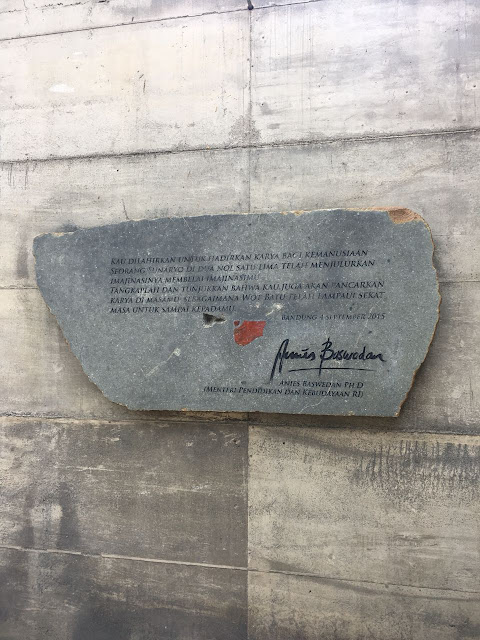 KAU DILAHIRKAN UNTUK HADIRKAN KARYA BAGI KEMANUSIAAN
SEORANG SUNARYO DI DUA NOL SATU LIMA TELAH MENJULURKAN
IMAJINASINYA MEMBELAI IMAJINASIMU
TANGKAPLAH DAN TUNJUKKAN BAHWA KAU JUGA AKAN PANCARKAN
KARYA DI MASAMU SEBAGAIMANA WOT BATU TELAH LAMPAUI SEKAT
MASA UNTUK SAMPAI KEPADAMU
BANDUNG 4 SEPTEMBER 2015
Anies Baswedan
ANIES BASWEDAN PH D
(MENTERI PENDIDIKAN DAN KEBUDAYAAN RI)